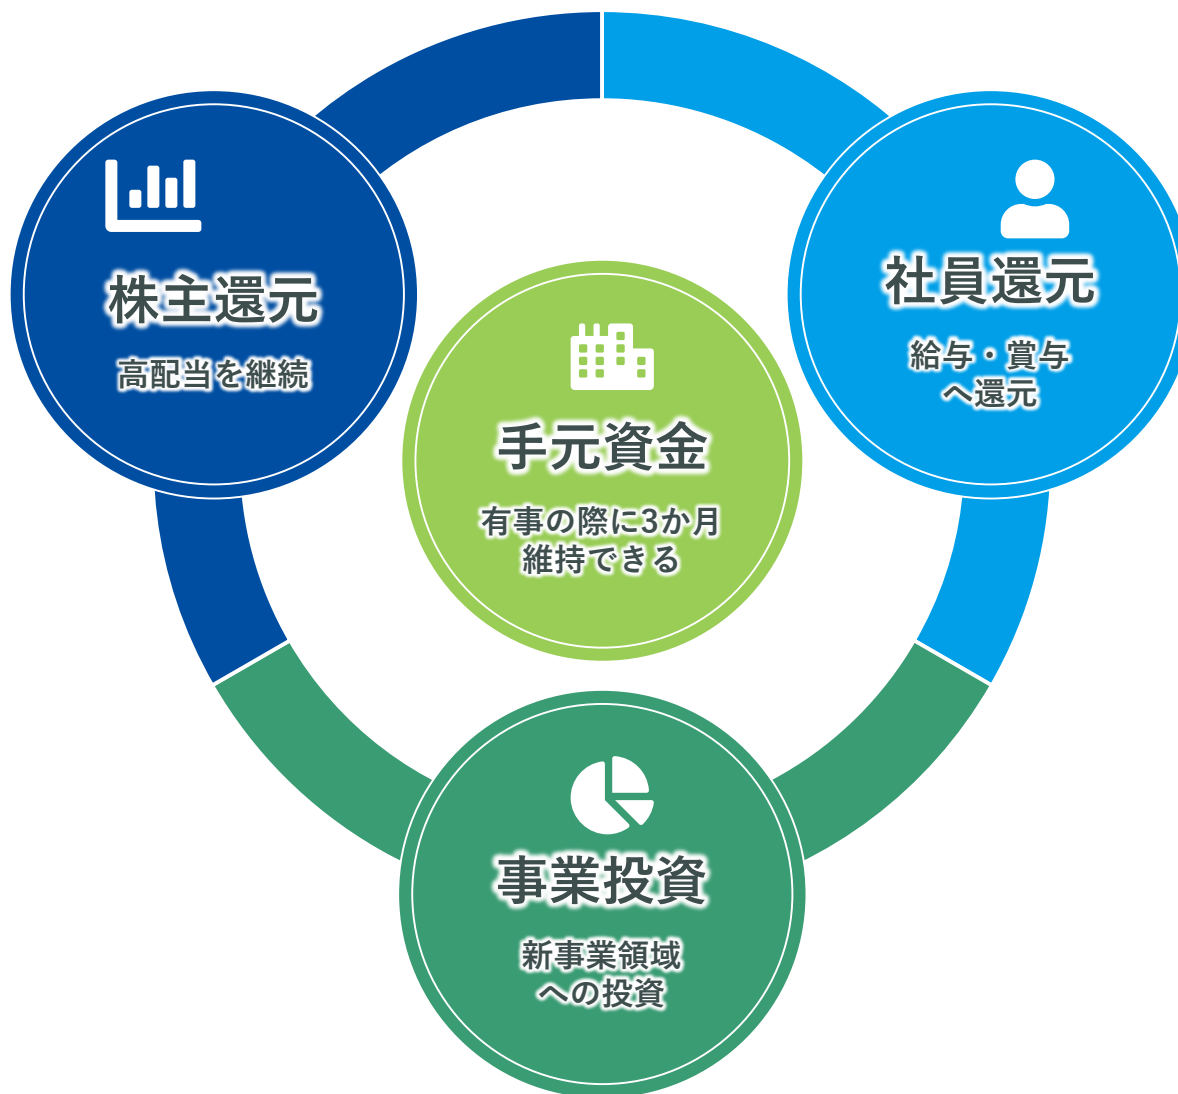 株主還元
高配当を継続
社員還元
給与・賞与
へ還元
手元資金
有事の際に3か月
維持できる
事業投資
新事業領域
への投資